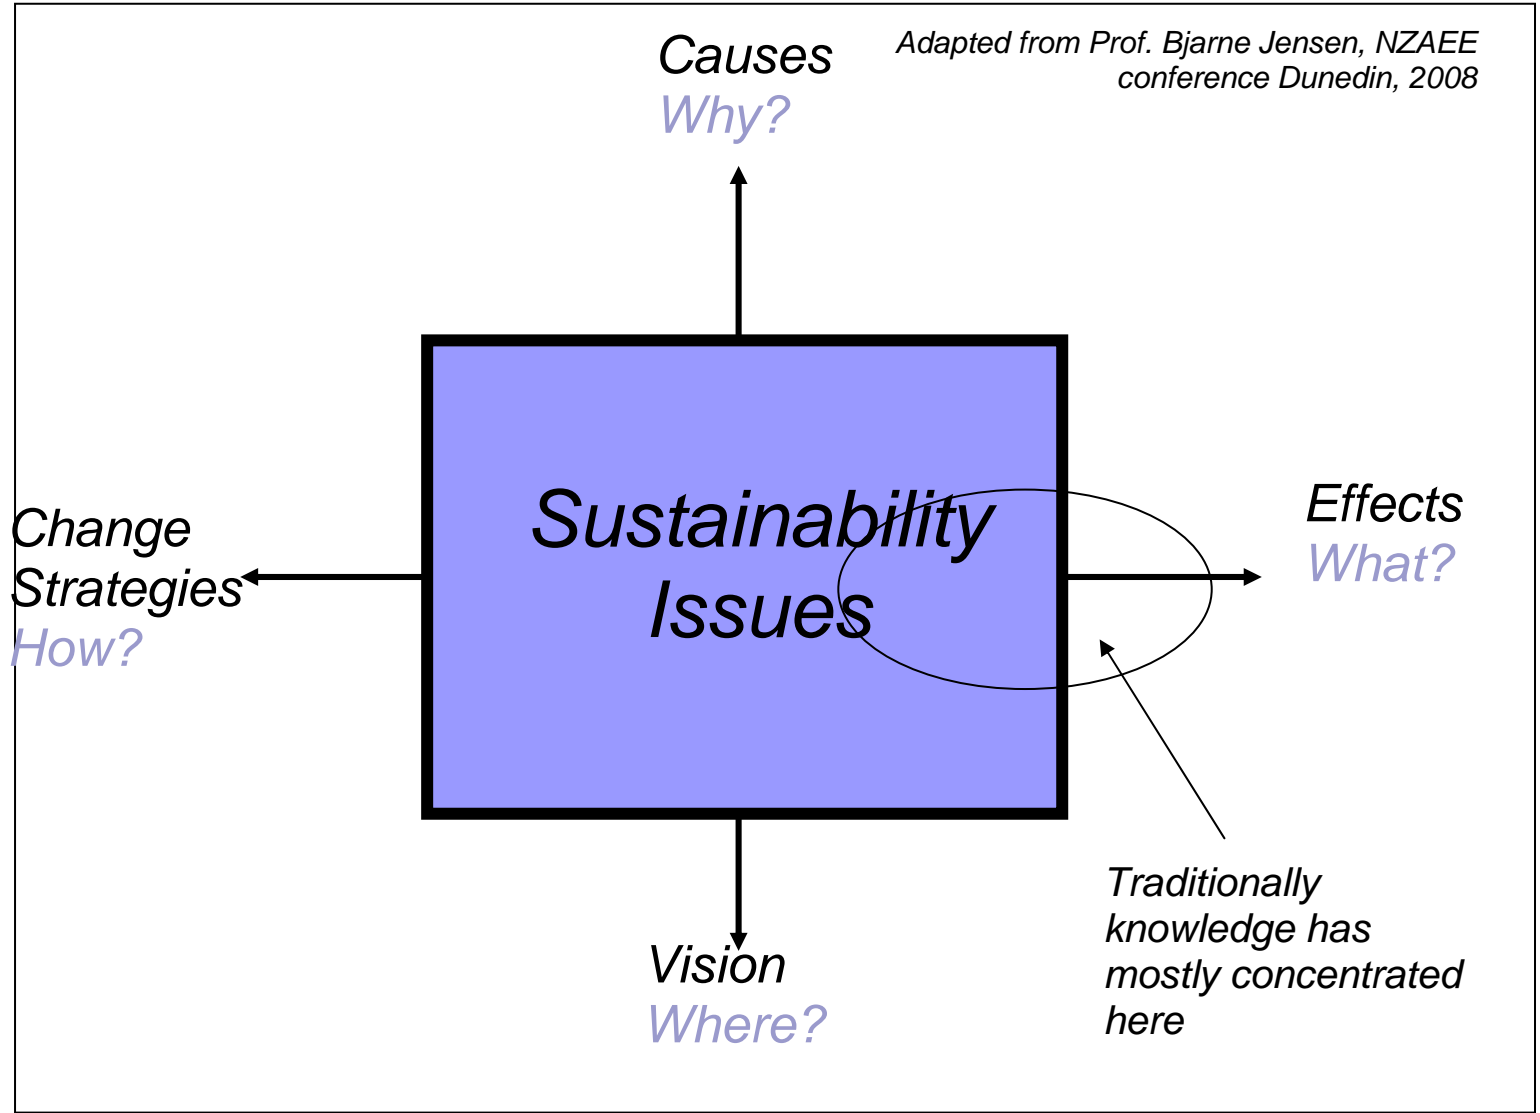 Adapted from Prof. Bjarne Jensen, NZAEE
conference Dunedin, 2008
Causes
Why?
Sustainability
Issues
Effects
What?
Change
Strategies
How?
Vision
Where?
Traditionally
knowledge has
mostly concentrated
here